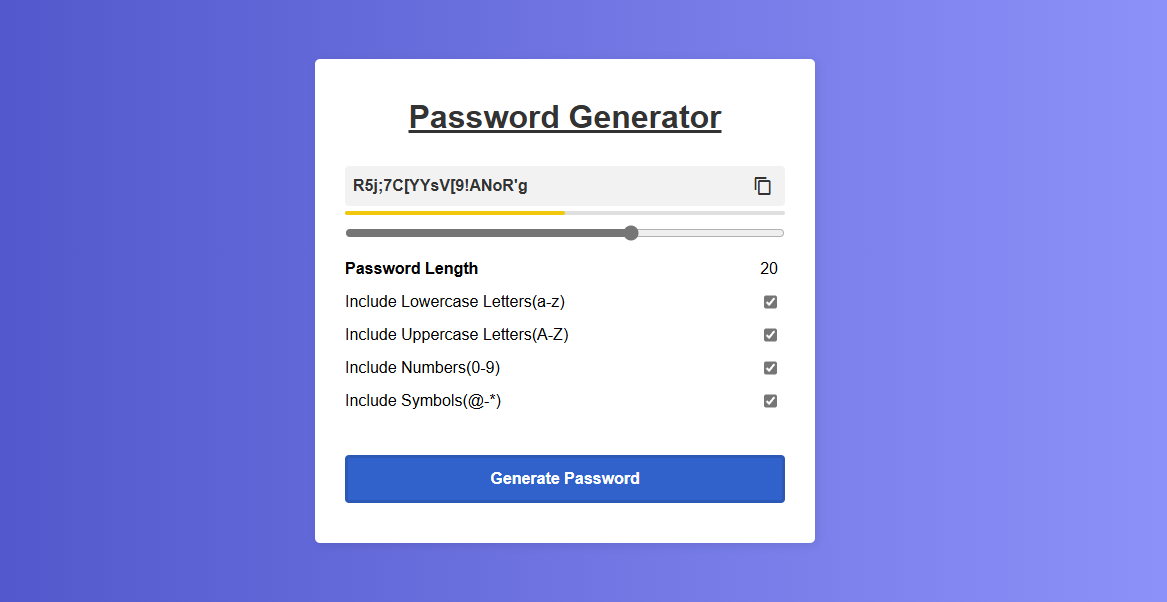 Password Generator
R5j;7C[YYsV[9!ANoR'g
Password Length 20
Include Lowercase Letters(a-z)
Include Uppercase Letters(A-Z)
Include Numbers(0-9)
Include Symbols(@-*)
Generate Password